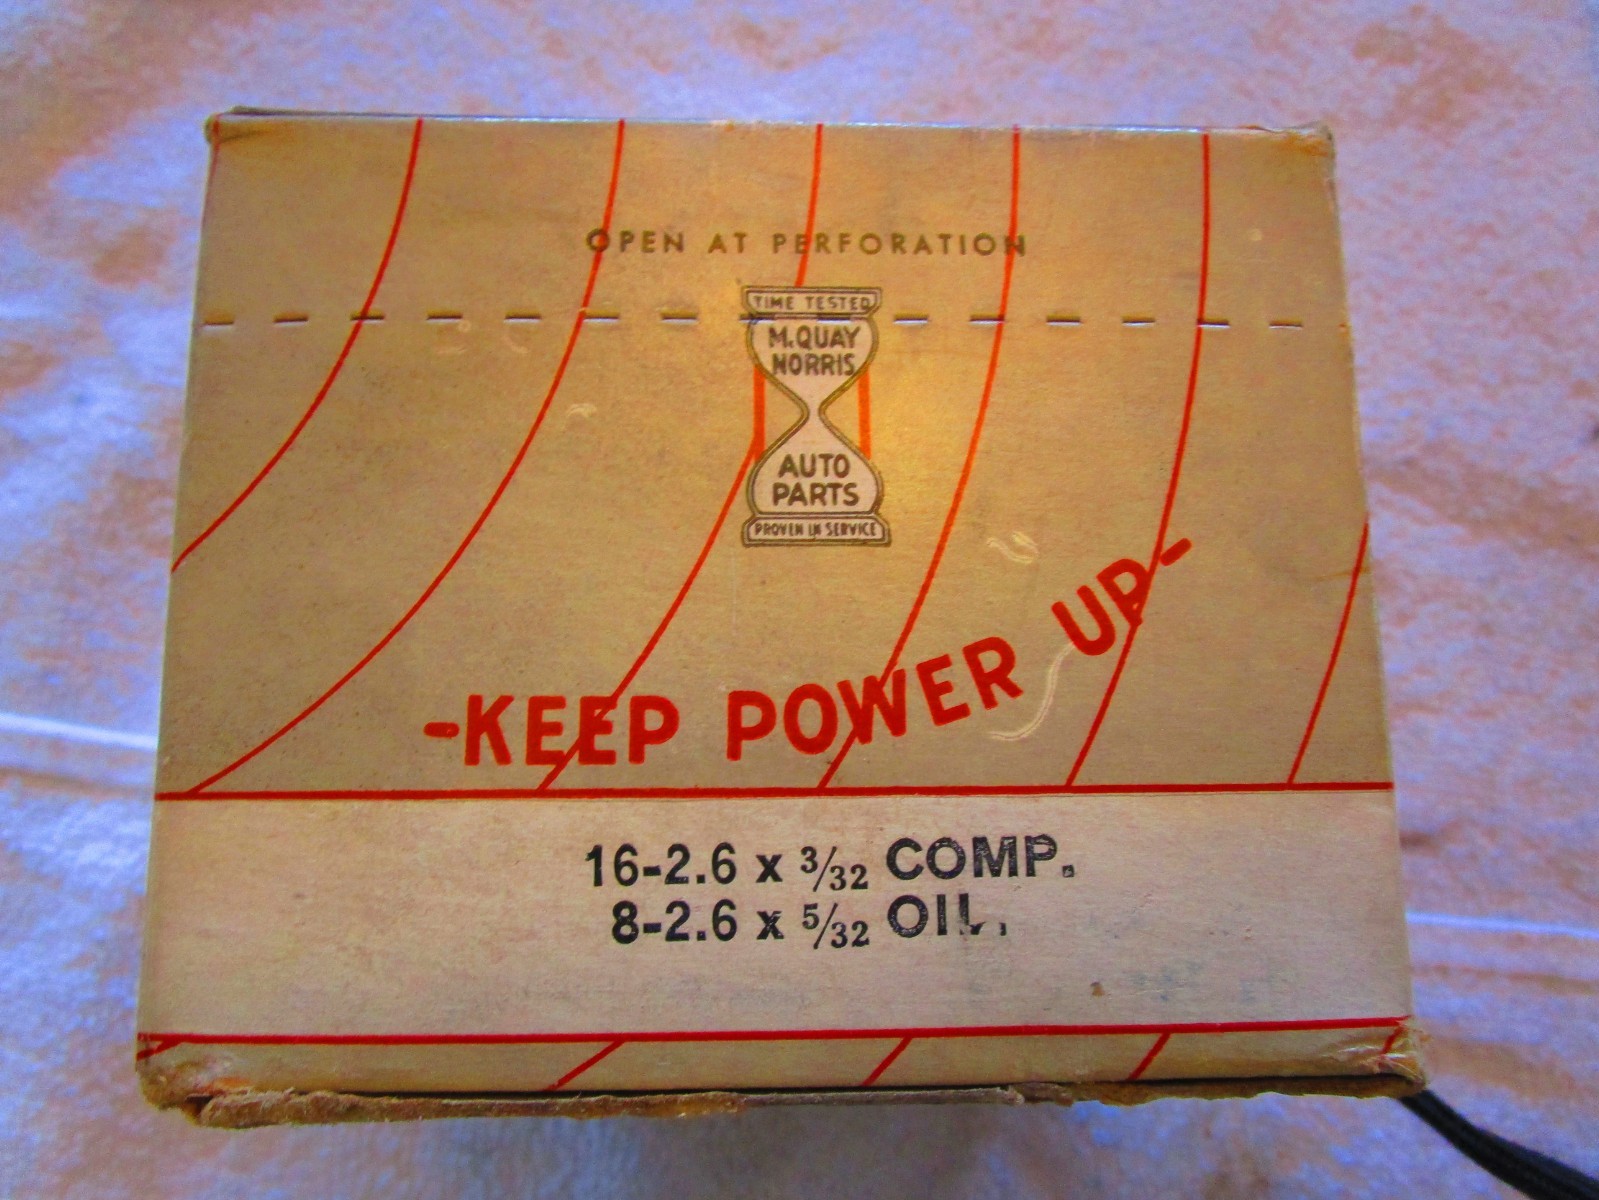 OPEN AT PERFORATION
TIME TESTED
McQUAY
NORRIS
AUTO
PARTS
PROVEN IN SERVICE
-KEEP POWER UP-
16-2.6 x 3/32 COMP.
8-2.6 x 5/32 OIL.